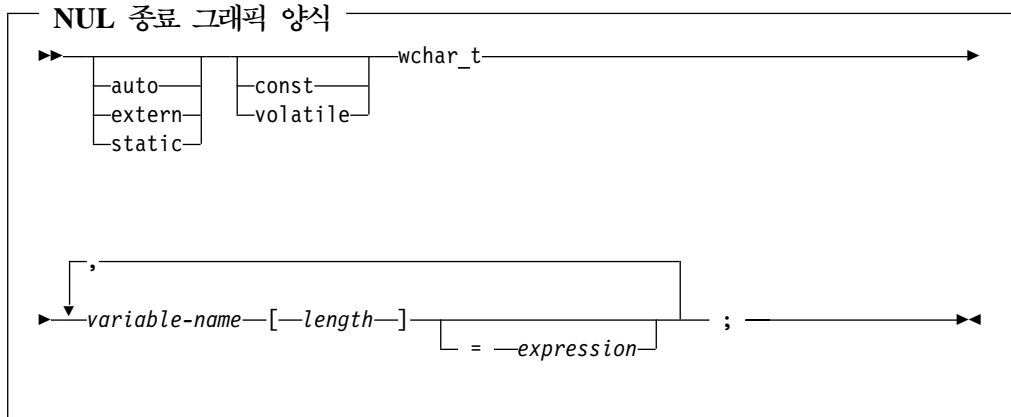 NUL 종료 그래픽 양식
wchar_t
auto const
extern volatile
static
,
variable-name [ length ] ;
= expression